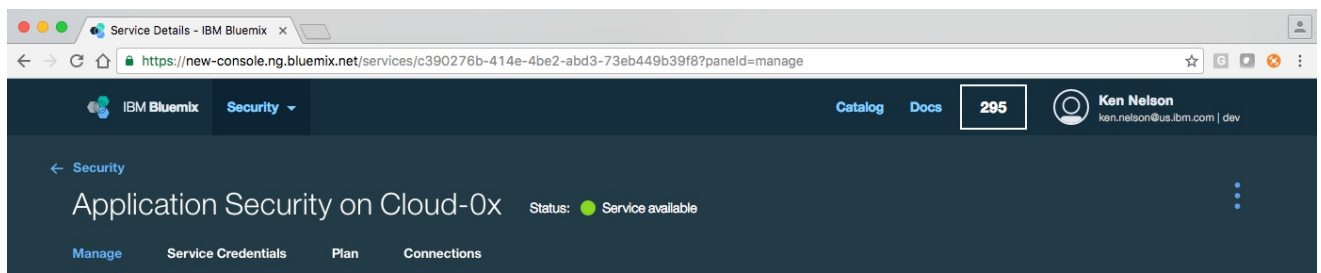 Service Details - IBM Bluemix
https://new-console.ng.bluemix.net/services/c390276b-414e-4be2-abd3-73eb449b39f8?paneld=manage
IBM Bluemix Security Catalog Docs 295 Ken Nelson
ken.nelson@us.ibm.com | dev
← Security
Application Security on Cloud-0x Status: Service available
Manage Service Credentials Plan Connections